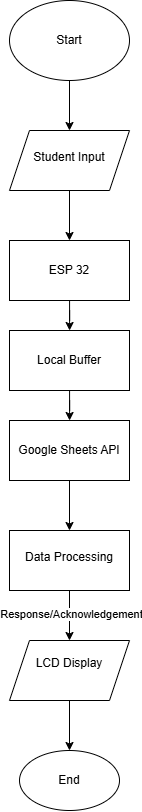 Start
Student Input
ESP 32
Local Buffer
Google Sheets API
Data Processing
Response/Acknowledgement
LCD Display
End